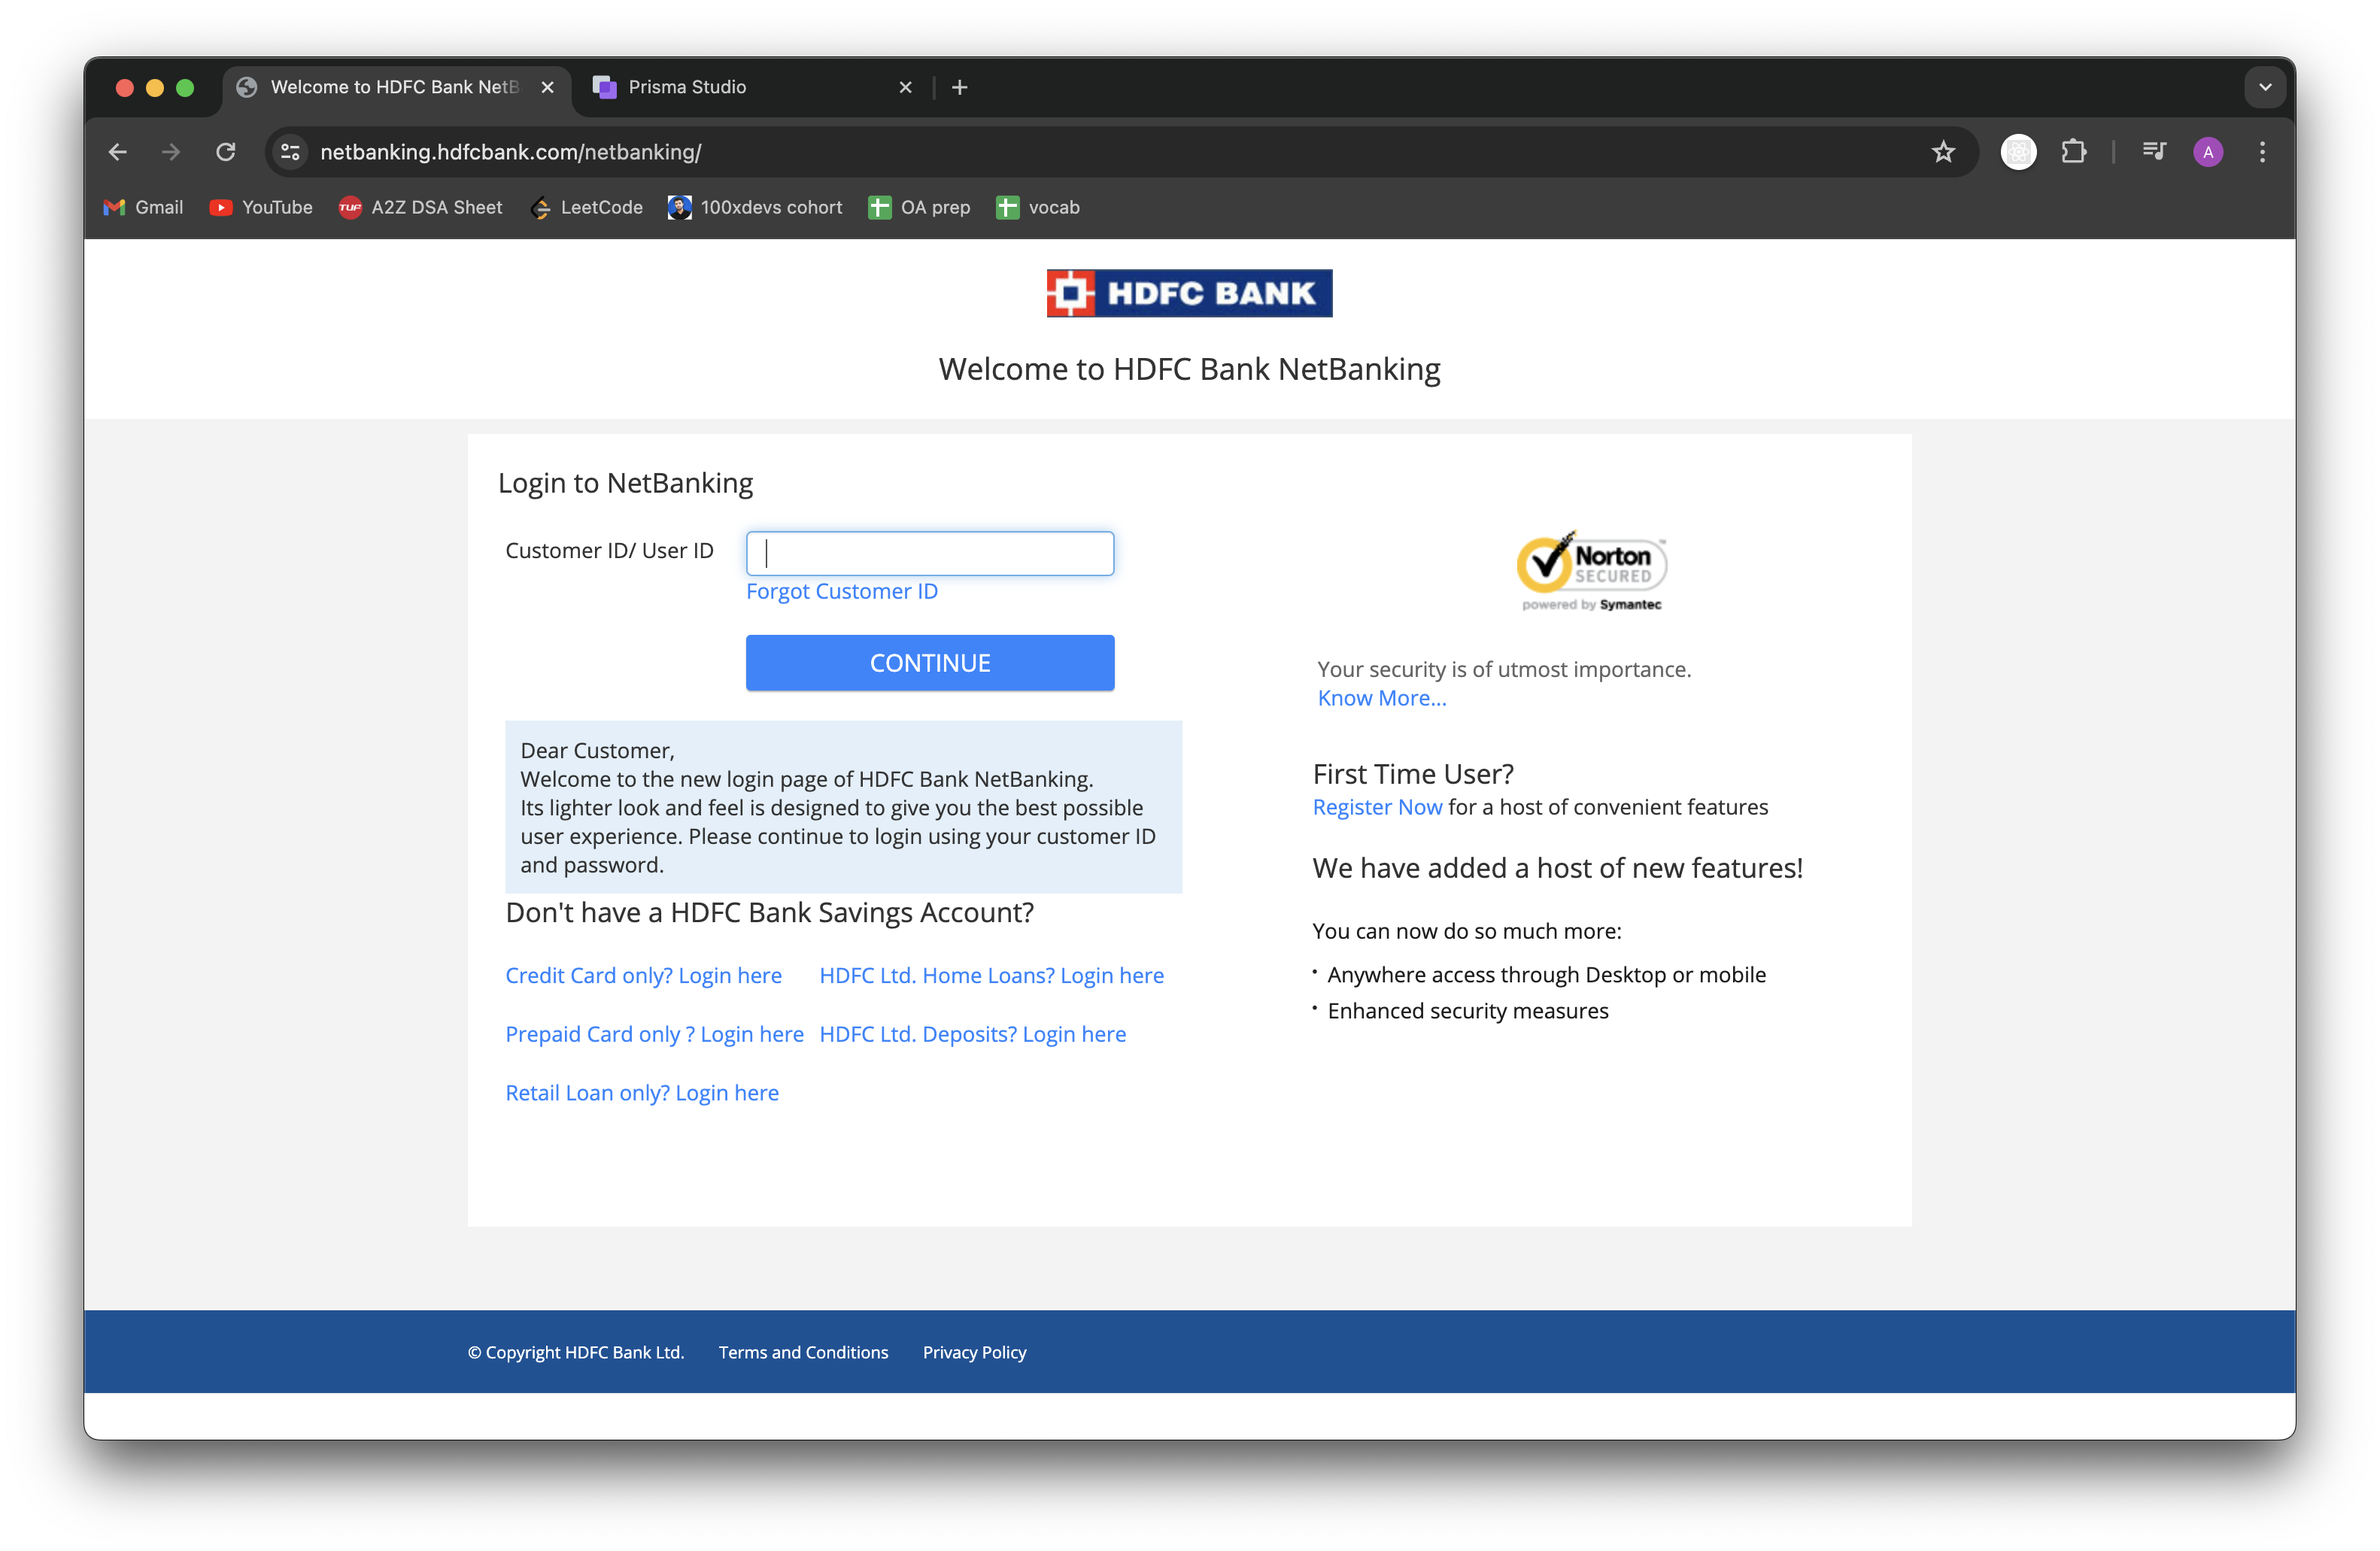 Welcome to HDFC Bank NetB
Prisma Studio
netbanking.hdfcbank.com/netbanking/
A
Gmail
YouTube
TUF
A2Z DSA Sheet
LeetCode
100xdevs cohort
OA prep
vocab
HDFC BANK
Welcome to HDFC Bank NetBanking
Login to NetBanking
Customer ID/ User ID
Forgot Customer ID
CONTINUE
Dear Customer,
Welcome to the new login page of HDFC Bank NetBanking.
Its lighter look and feel is designed to give you the best possible
user experience. Please continue to login using your customer ID
and password.
Don't have a HDFC Bank Savings Account?
Credit Card only? Login here
HDFC Ltd. Home Loans? Login here
Prepaid Card only ? Login here
HDFC Ltd. Deposits? Login here
Retail Loan only? Login here
Norton
SECURED
™
powered by Symantec
Your security is of utmost importance.
Know More...
First Time User?
Register Now for a host of convenient features
We have added a host of new features!
You can now do so much more:
• Anywhere access through Desktop or mobile
• Enhanced security measures
© Copyright HDFC Bank Ltd.
Terms and Conditions
Privacy Policy